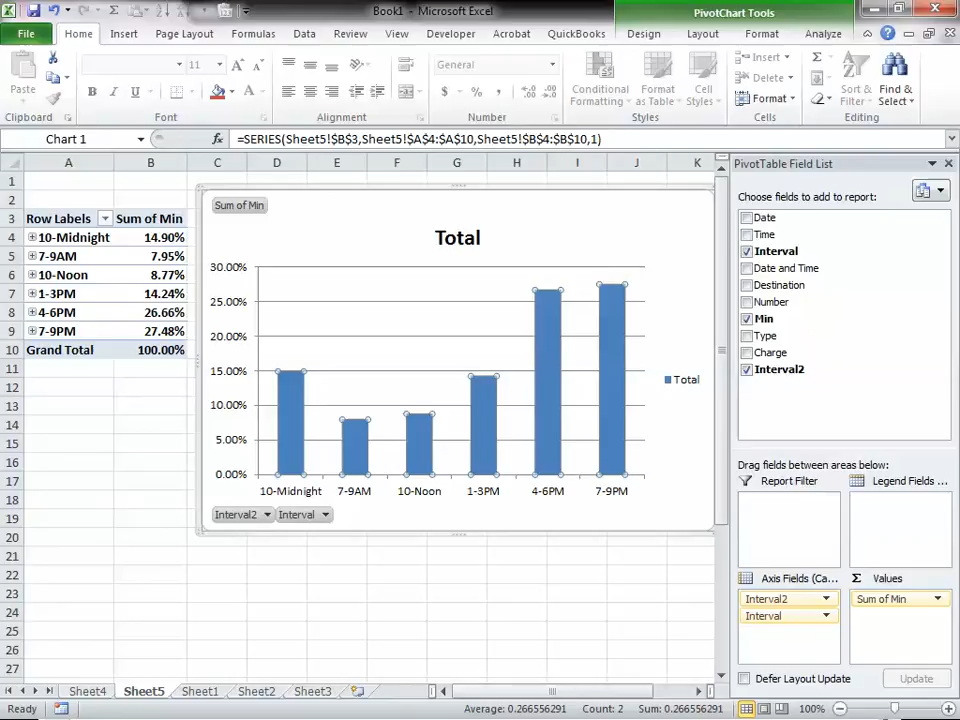 Book1 - Microsoft Excel
PivotChart Tools
File Home Insert Page Layout Formulas Data Review View Developer Acrobat QuickBooks Design Layout Format Analyze
Paste
Clipboard
11
B I U
Font
Alignment
General
$ % ,
Number
Conditional Formatting
Format as Table
Cell Styles
Styles
Insert
Delete
Format
Cells
Sort & Filter
Find & Select
Editing
Chart 1
fx
=SERIES(Sheet5!$B$3,Sheet5!$A$4:$A$10,Sheet5!$B$4:$B$10,1)
A B C D E F G H I J K
1
2
3 Row Labels Sum of Min
4 10-Midnight 14.90%
5 7-9AM 7.95%
6 10-Noon 8.77%
7 1-3PM 14.24%
8 4-6PM 26.66%
9 7-9PM 27.48%
10 Grand Total 100.00%
11
12
13
14
15
16
17
18
19
20
21
22
23
24
25
26
27
Sum of Min
Total
30.00%
25.00%
20.00%
15.00%
10.00%
5.00%
0.00%
10-Midnight 7-9AM 10-Noon 1-3PM 4-6PM 7-9PM
Total
Interval2 Interval
PivotTable Field List
Choose fields to add to report:
Date
Time
Interval
Date and Time
Destination
Number
Min
Type
Charge
Interval2
Drag fields between areas below:
Report Filter
Legend Fields ...
Axis Fields (Ca...
Σ Values
Interval2
Interval
Sum of Min
Defer Layout Update
Update
Sheet4 Sheet5 Sheet1 Sheet2 Sheet3
Ready
Average: 0.266556291 Count: 2 Sum: 0.266556291
100%